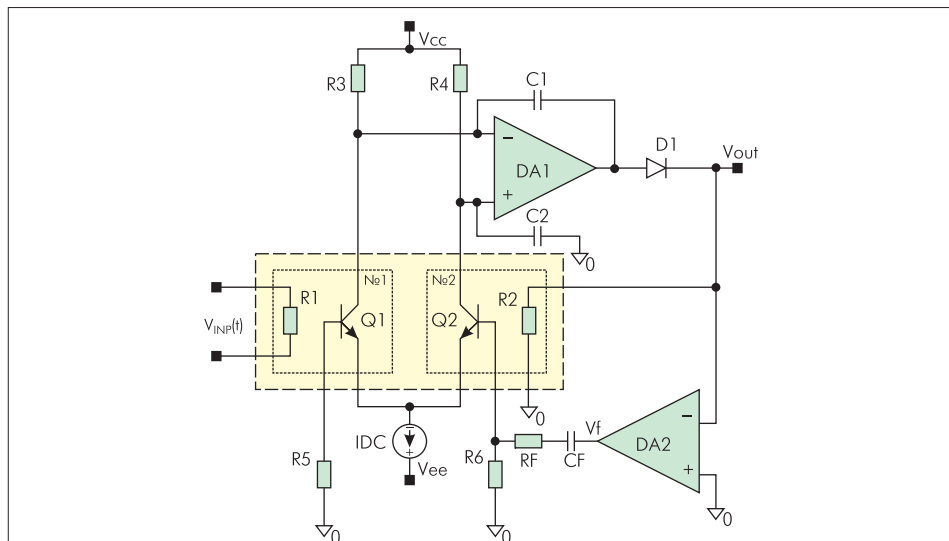 Vcc
R3
R4
C1
−
DA1
+
D1
Vout
C2
0
№1
№2
R1
Q1
Q2
R2
VINP(t)
0
IDC
−
+
Vee
R5
R6
RF
CF
Vf
−
DA2
+
0
0
0